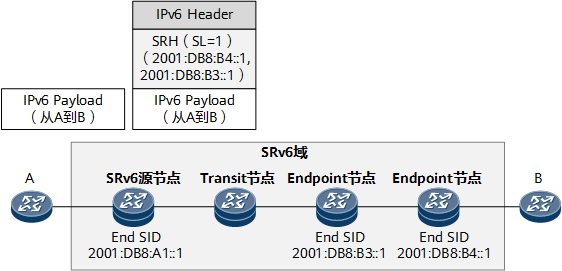 IPv6 Header
SRH（SL=1）
（2001:DB8:B4::1,
2001:DB8:B3::1）
IPv6 Payload
（从A到B）
IPv6 Payload
（从A到B）
SRv6域
A
SRv6源节点
Transit节点
Endpoint节点
Endpoint节点
B
End SID
2001:DB8:A1::1
End SID
2001:DB8:B3::1
End SID
2001:DB8:B4::1